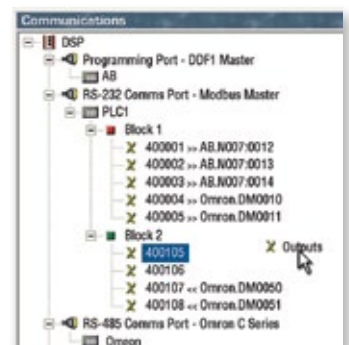 Communications
DSP
Programming Port - DDF1 Master
AB
RS-232 Comms Port - Modbus Master
PLC1
Block 1
400001 >> AB.N007:0012
400002 >> AB.N007:0013
400003 >> AB.N007:0014
400004 >> Omron.DM0010
400005 >> Omron.DM0011
Block 2
400105
Outputs
400106
400107 << Omron.DM0050
400108 << Omron.DM0051
RS-485 Comms Port - Omron C Series
Omron